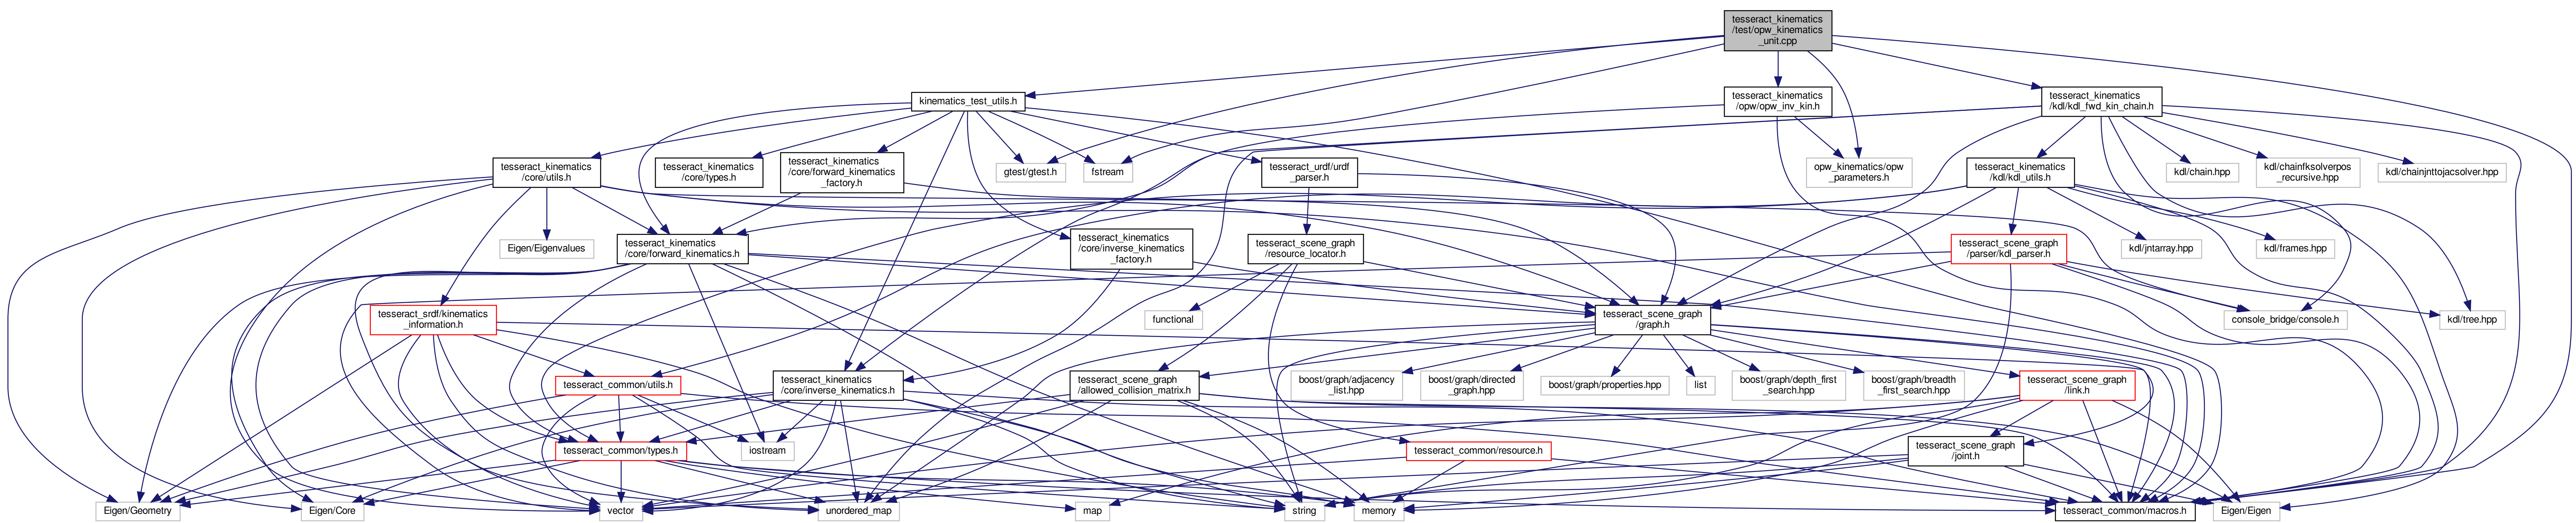 tesseract_kinematics
/test/opw_kinematics
_unit.cpp
kinematics_test_utils.h
tesseract_kinematics
/opw/opw_inv_kin.h
tesseract_kinematics
/kdl/kdl_fwd_kin_chain.h
tesseract_kinematics
/core/utils.h
tesseract_kinematics
/core/types.h
tesseract_kinematics
/core/forward_kinematics
_factory.h
gtest/gtest.h
fstream
tesseract_urdf/urdf
_parser.h
opw_kinematics/opw
_parameters.h
tesseract_kinematics
/kdl/kdl_utils.h
kdl/chain.hpp
kdl/chainfksolverpos
_recursive.hpp
kdl/chainjnttojacsolver.hpp
Eigen/Eigenvalues
tesseract_kinematics
/core/forward_kinematics.h
tesseract_kinematics
/core/inverse_kinematics
_factory.h
tesseract_scene_graph
/resource_locator.h
tesseract_scene_graph
/parser/kdl_parser.h
kdl/jntarray.hpp
kdl/frames.hpp
tesseract_srdf/kinematics
_information.h
functional
tesseract_scene_graph
/graph.h
console_bridge/console.h
kdl/tree.hpp
tesseract_common/utils.h
tesseract_kinematics
/core/inverse_kinematics.h
tesseract_scene_graph
/allowed_collision_matrix.h
boost/graph/adjacency
_list.hpp
boost/graph/directed
_graph.hpp
boost/graph/properties.hpp
list
boost/graph/depth_first
_search.hpp
boost/graph/breadth
_first_search.hpp
tesseract_scene_graph
/link.h
tesseract_common/types.h
iostream
tesseract_common/resource.h
tesseract_scene_graph
/joint.h
Eigen/Geometry
Eigen/Core
vector
unordered_map
map
string
memory
tesseract_common/macros.h
Eigen/Eigen